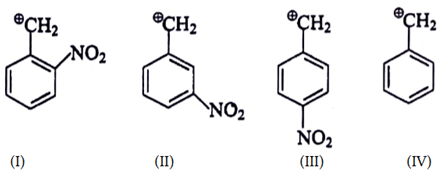 ⊕CH₂ ⊕CH₂ ⊕CH₂ ⊕CH₂
NO₂
NO₂
NO₂
(I) (II) (III) (IV)